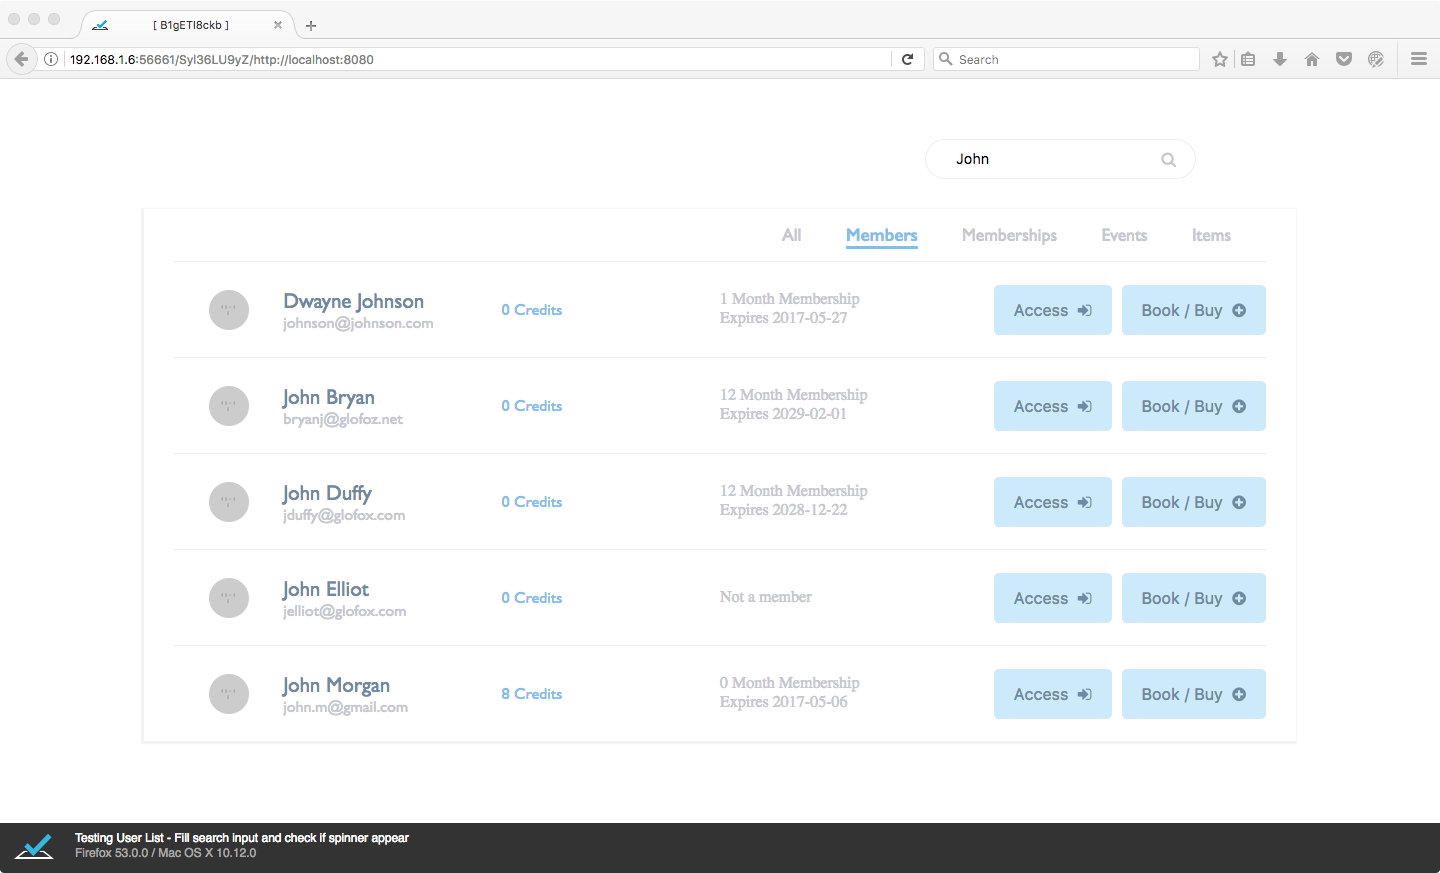 [ B1gETI8ckb ]
192.168.1.6:56661/Syl36LU9yZ/http://localhost:8080
Search
John
All Members Memberships Events Items
Dwayne Johnson
johnson@johnson.com
0 Credits
1 Month Membership
Expires 2017-05-27
Access
Book / Buy
John Bryan
bryanj@glofoz.net
0 Credits
12 Month Membership
Expires 2029-02-01
Access
Book / Buy
John Duffy
jduffy@glofox.com
0 Credits
12 Month Membership
Expires 2028-12-22
Access
Book / Buy
John Elliot
jelliot@glofox.com
0 Credits
Not a member
Access
Book / Buy
John Morgan
john.m@gmail.com
8 Credits
0 Month Membership
Expires 2017-05-06
Access
Book / Buy
Testing User List - Fill search input and check if spinner appear
Firefox 53.0.0 / Mac OS X 10.12.0